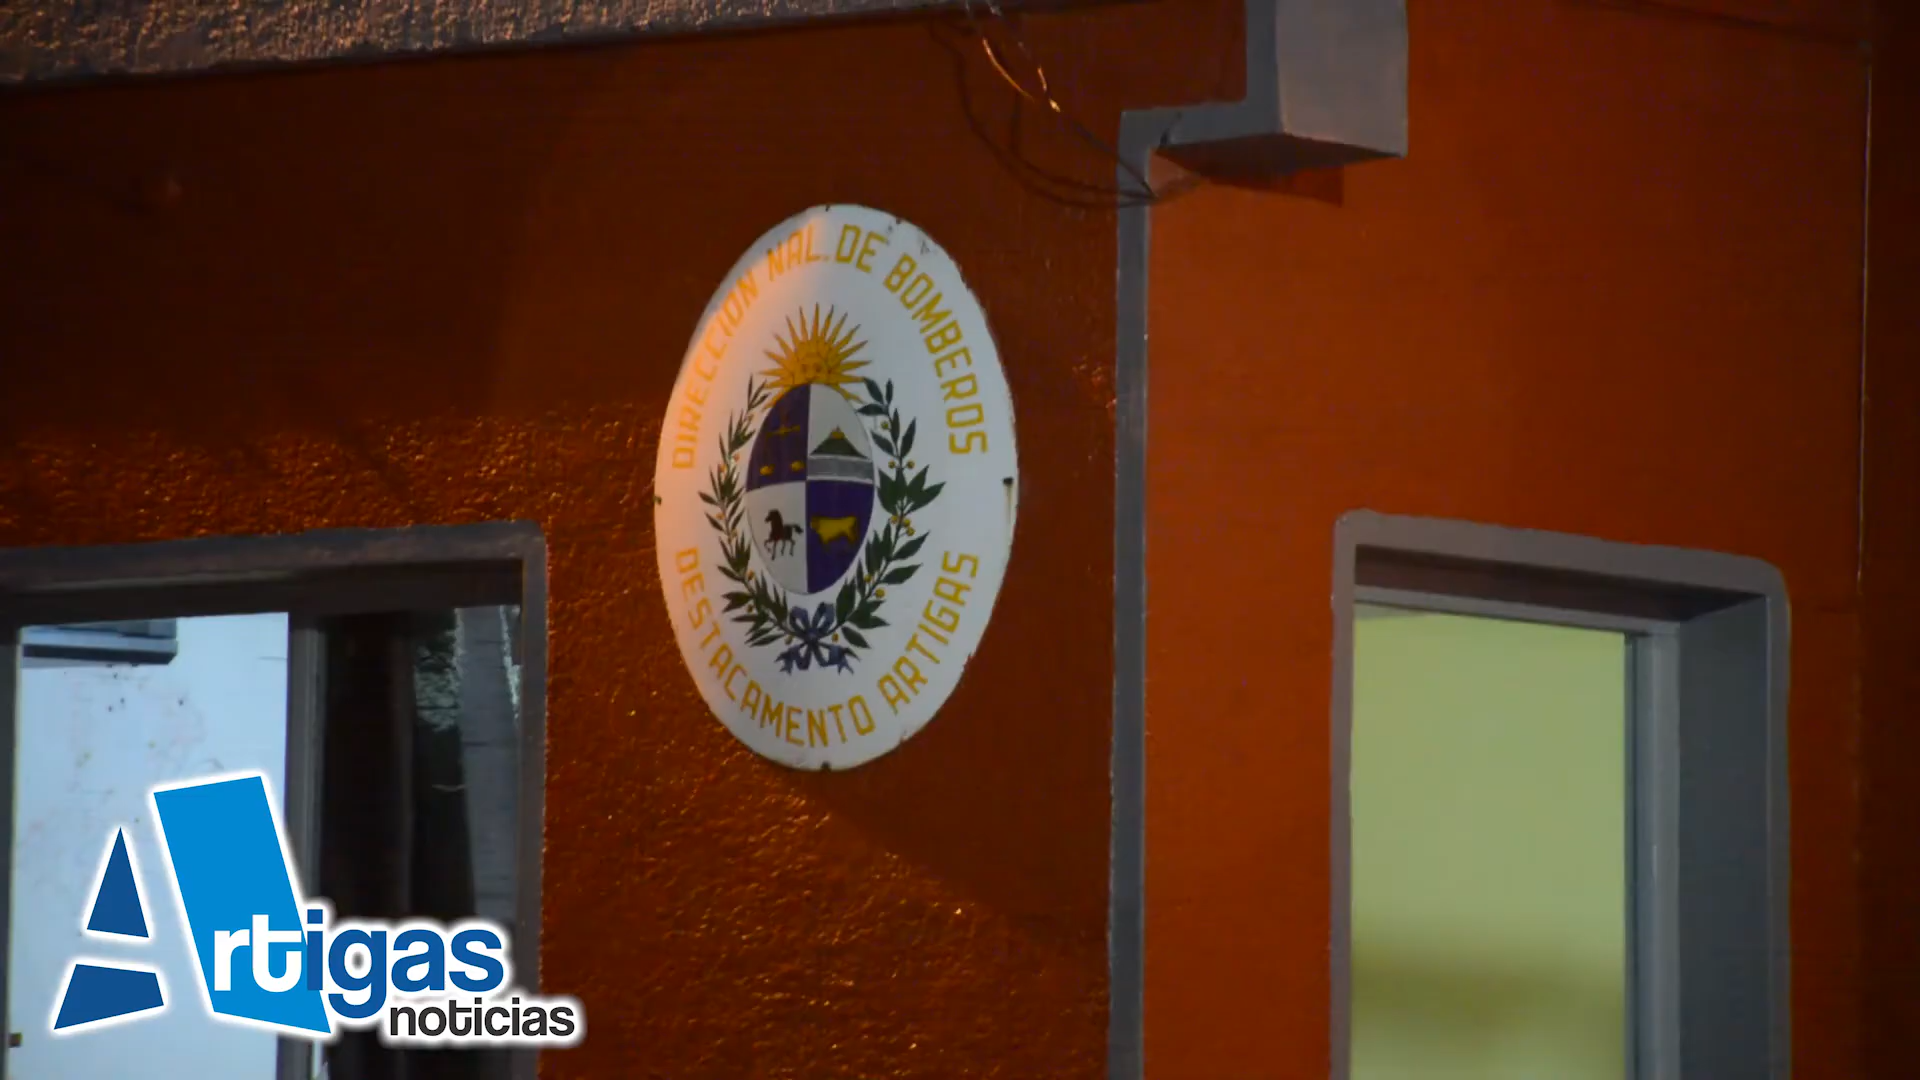 DIRECCION NAL. DE BOMBEROS
DESTACAMENTO ARTIGAS
Artigas
noticias